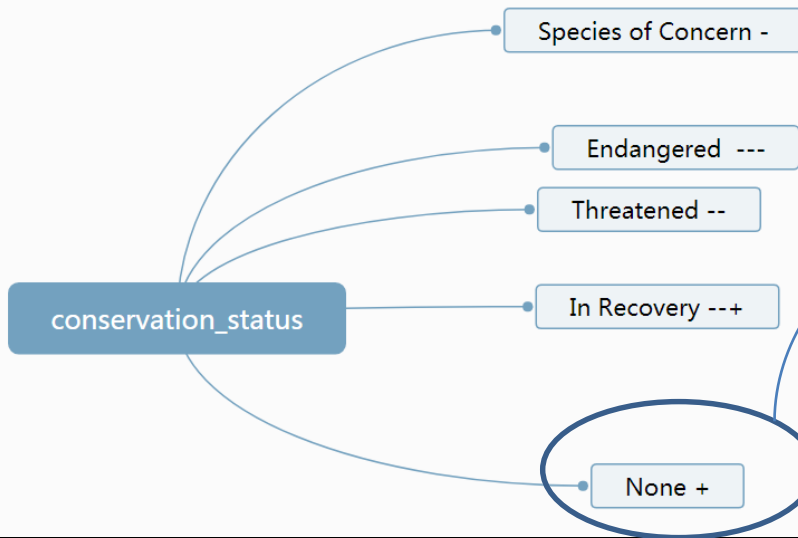 Species of Concern -
Endangered ---
Threatened --
conservation_status
In Recovery --+
None +